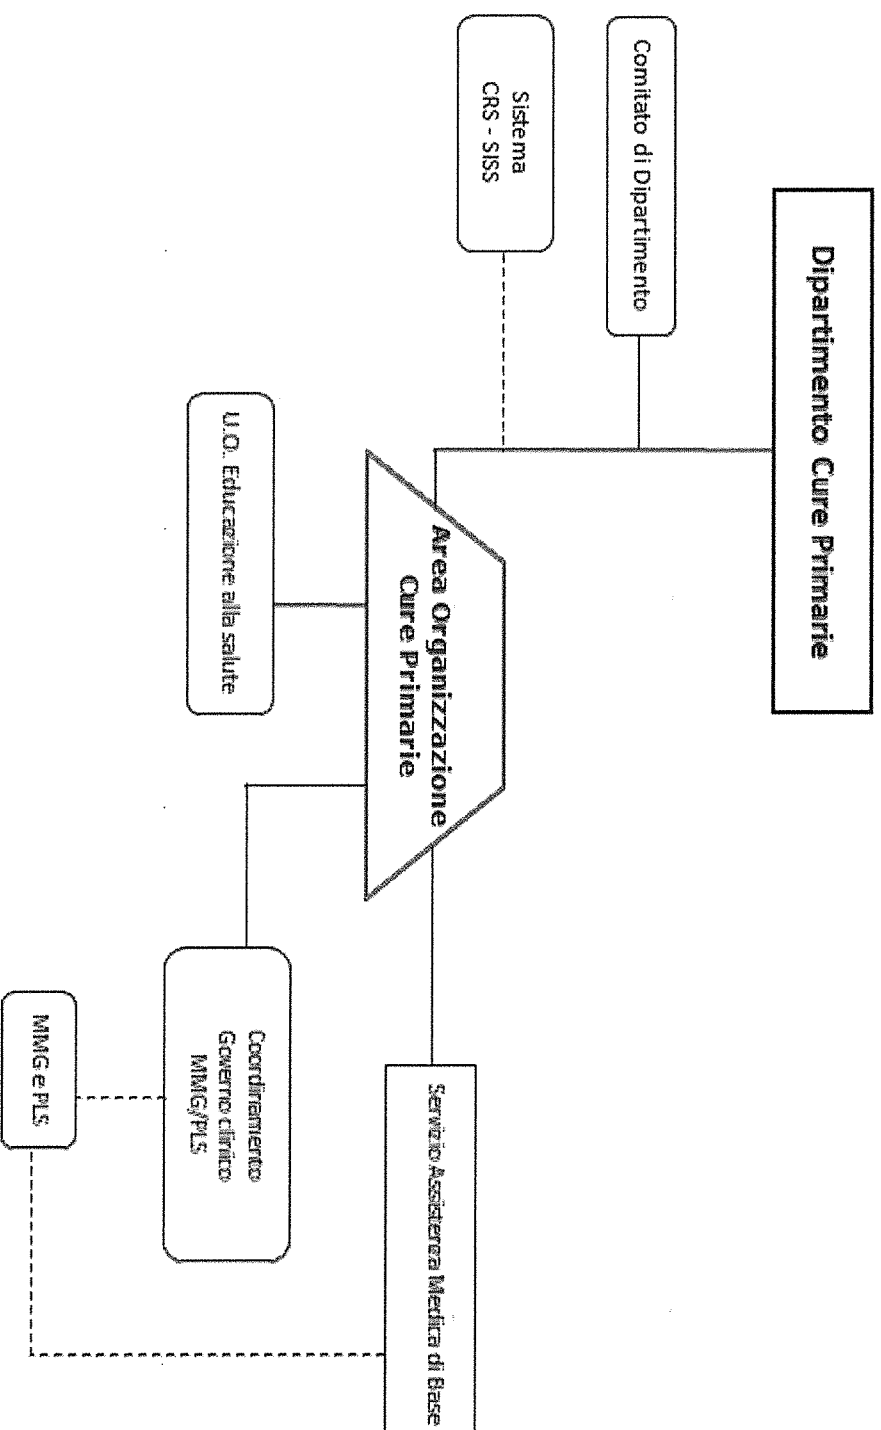 Dipartimento Cure Primarie
Comitato di Dipartimento
Sistema
CRS - SISS
Area Organizzazione
Cure Primarie
Servizio Assistenza Medica di Base
U.O. Educazione alla salute
Coordinamento
Governo clinico
MMG/PLS
MMG e PLS